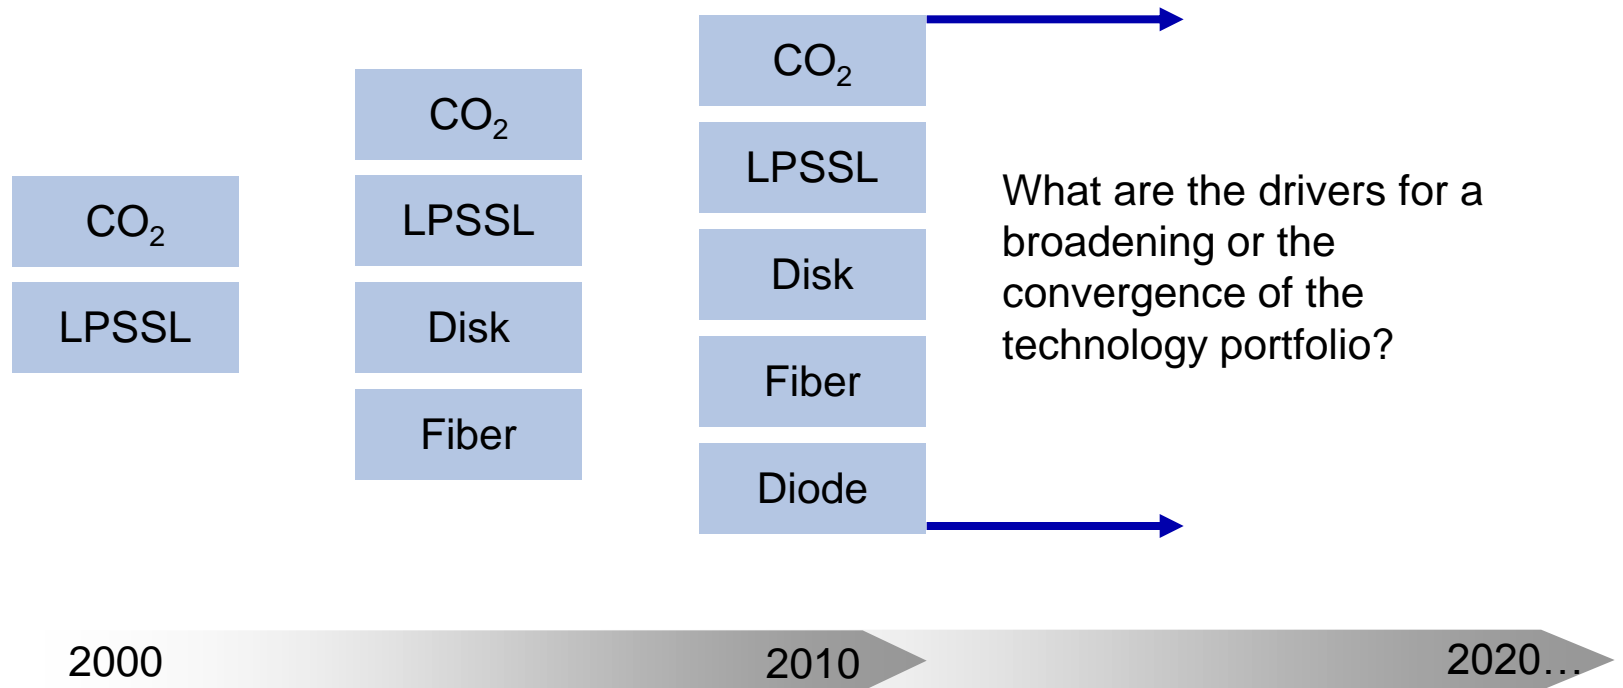 CO₂
LPSSL
CO₂
LPSSL
Disk
Fiber
CO₂
LPSSL
Disk
Fiber
Diode
What are the drivers for a
broadening or the
convergence of the
technology portfolio?
2000
2010
2020…